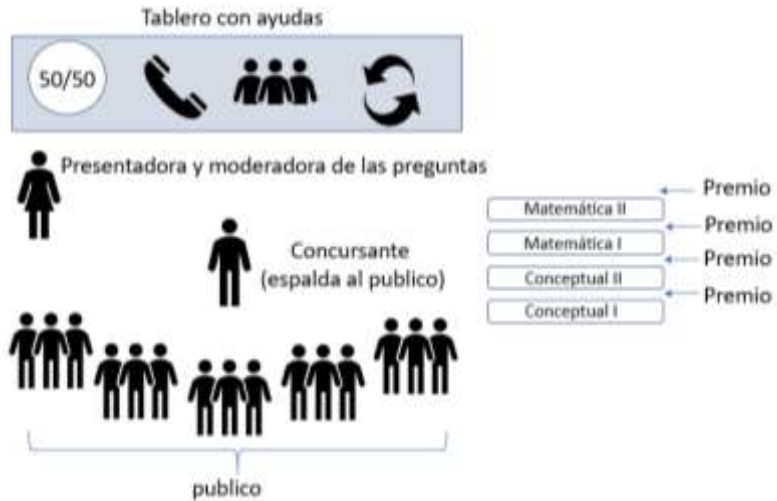 Tablero con ayudas
50/50
Presentadora y moderadora de las preguntas
Concursante
(espalda al publico)
Premio
Matemática II
Premio
Matemática I
Premio
Conceptual II
Premio
Conceptual I
publico